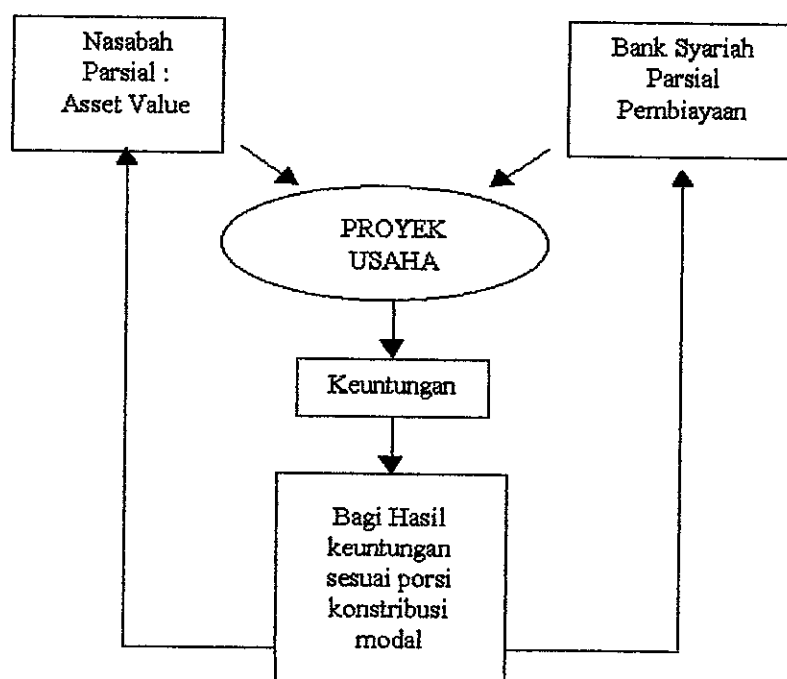 Nasabah
Parsial :
Asset Value
Bank Syariah
Parsial
Pembiayaan
PROYEK
USAHA
Keuntungan
Bagi Hasil
keuntungan
sesuai porsi
konstribusi
modal